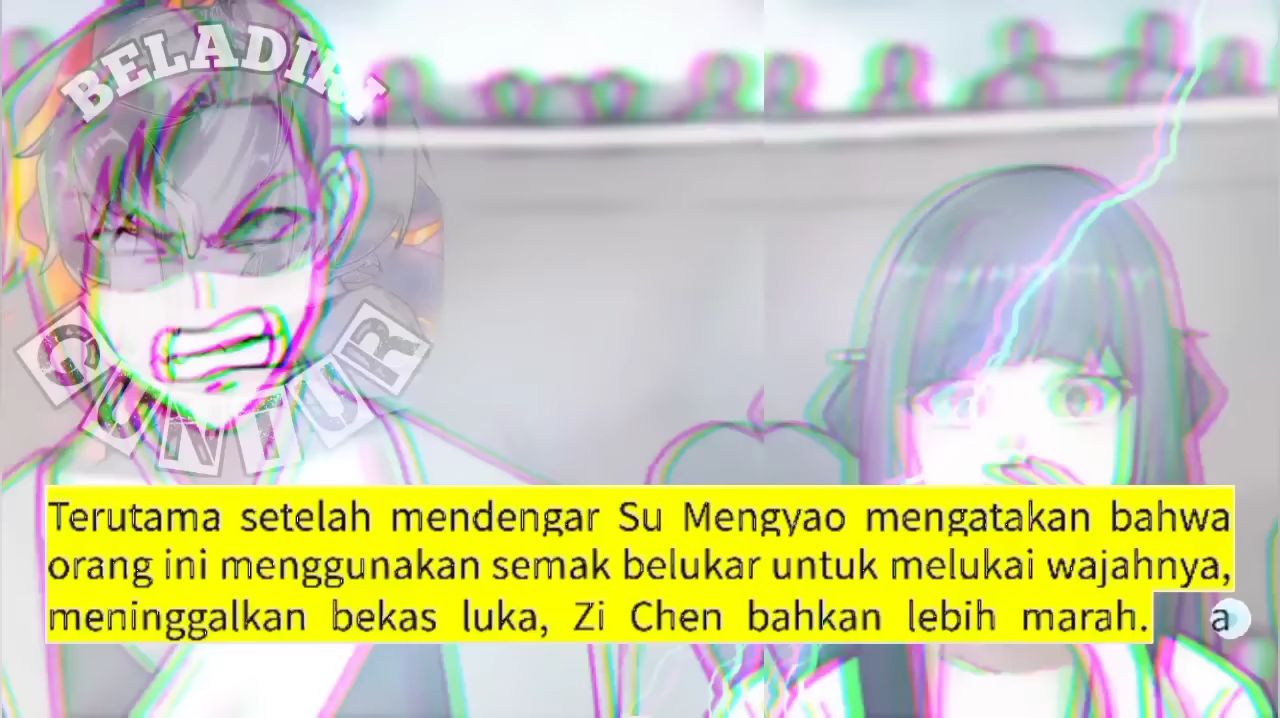 BELADIRI
GUNTUR
Terutama setelah mendengar Su Mengyao mengatakan bahwa
orang ini menggunakan semak belukar untuk melukai wajahnya,
meninggalkan bekas luka, Zi Chen bahkan lebih marah. a